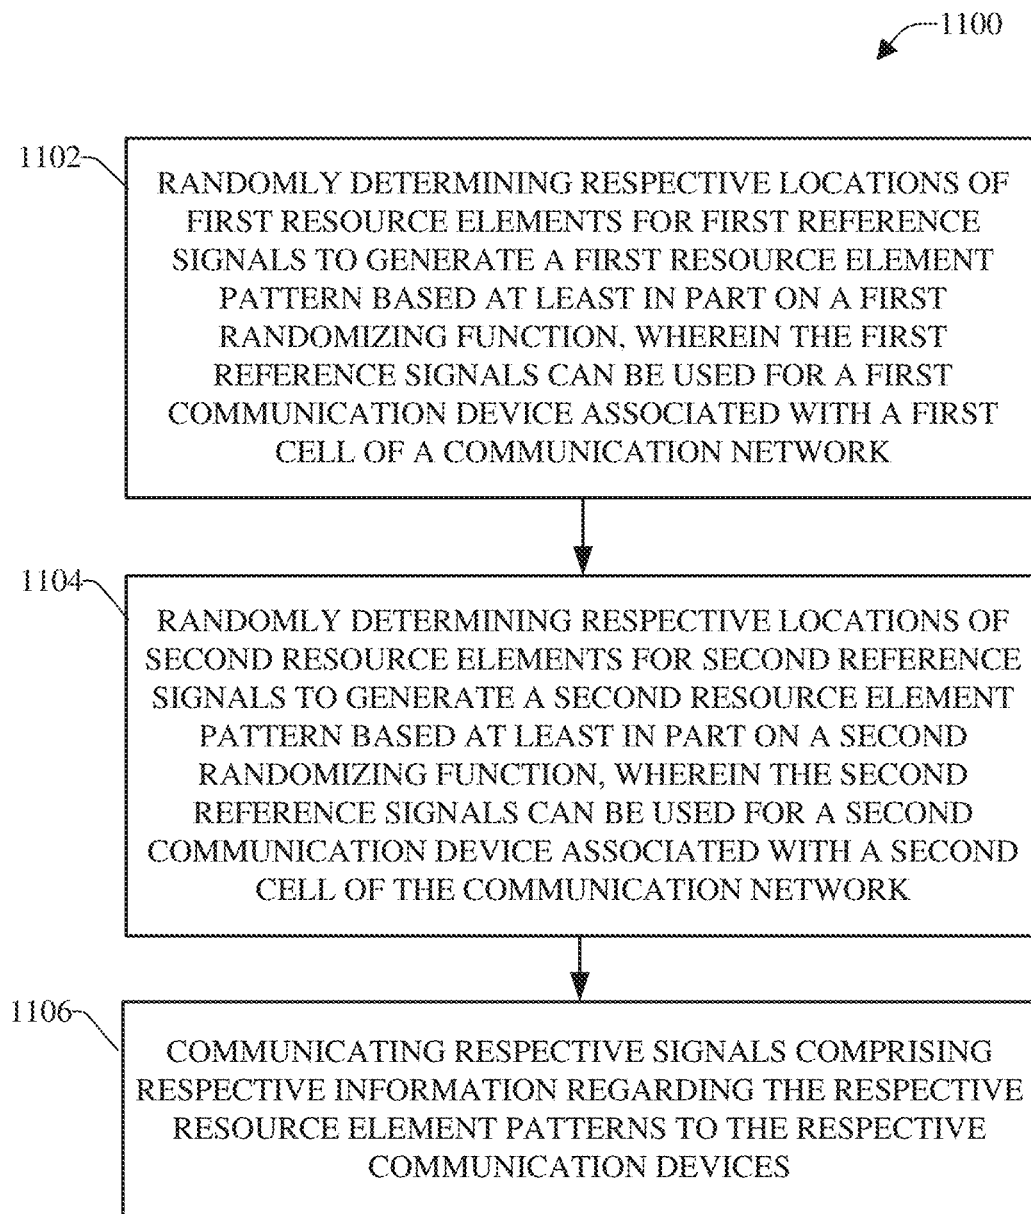 1100
1102
RANDOMLY DETERMINING RESPECTIVE LOCATIONS OF
FIRST RESOURCE ELEMENTS FOR FIRST REFERENCE
SIGNALS TO GENERATE A FIRST RESOURCE ELEMENT
PATTERN BASED AT LEAST IN PART ON A FIRST
RANDOMIZING FUNCTION, WHEREIN THE FIRST
REFERENCE SIGNALS CAN BE USED FOR A FIRST
COMMUNICATION DEVICE ASSOCIATED WITH A FIRST
CELL OF A COMMUNICATION NETWORK
1104
RANDOMLY DETERMINING RESPECTIVE LOCATIONS OF
SECOND RESOURCE ELEMENTS FOR SECOND REFERENCE
SIGNALS TO GENERATE A SECOND RESOURCE ELEMENT
PATTERN BASED AT LEAST IN PART ON A SECOND
RANDOMIZING FUNCTION, WHEREIN THE SECOND
REFERENCE SIGNALS CAN BE USED FOR A SECOND
COMMUNICATION DEVICE ASSOCIATED WITH A SECOND
CELL OF THE COMMUNICATION NETWORK
1106
COMMUNICATING RESPECTIVE SIGNALS COMPRISING
RESPECTIVE INFORMATION REGARDING THE RESPECTIVE
RESOURCE ELEMENT PATTERNS TO THE RESPECTIVE
COMMUNICATION DEVICES